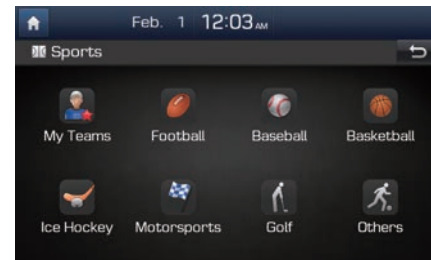 Feb. 1 12:03 AM
Sports
My Teams Football Baseball Basketball
Ice Hockey Motorsports Golf Others